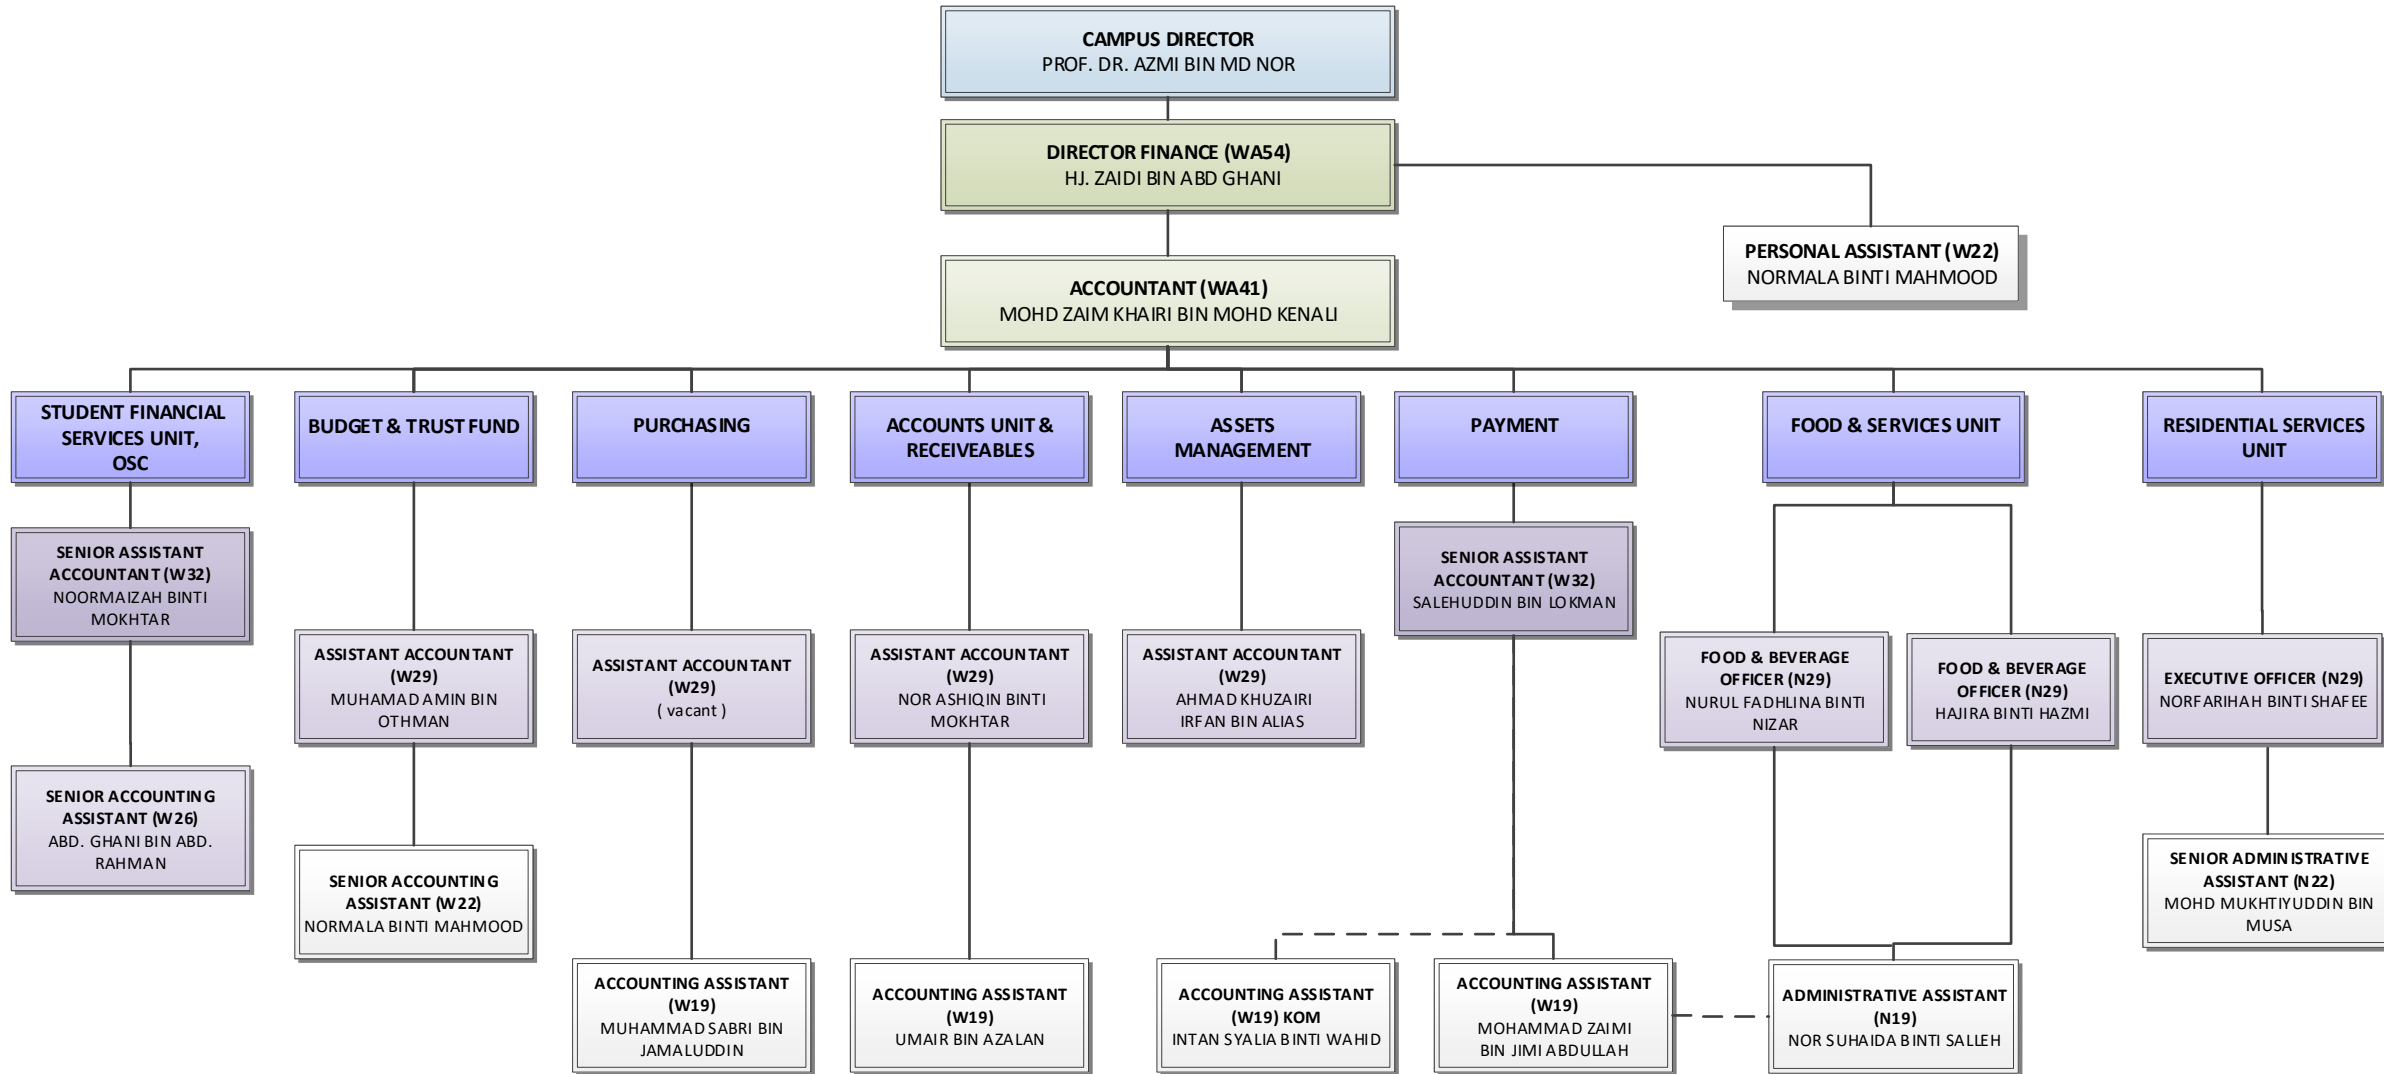 CAMPUS DIRECTOR
PROF. DR. AZMI BIN MD NOR
DIRECTOR FINANCE (WA54)
HJ. ZAIDI BIN ABD GHANI
PERSONAL ASSISTANT (W22)
NORMALA BINTI MAHMOOD
ACCOUNTANT (WA41)
MOHD ZAIM KHAIRI BIN MOHD KENALI
STUDENT FINANCIAL
SERVICES UNIT,
OSC
BUDGET & TRUST FUND
PURCHASING
ACCOUNTS UNIT &
RECEIVEABLES
ASSETS
MANAGEMENT
PAYMENT
FOOD & SERVICES UNIT
RESIDENTIAL SERVICES
UNIT
SENIOR ASSISTANT
ACCOUNTANT (W32)
NOORMAIZAH BINTI
MOKHTAR
SENIOR ASSISTANT
ACCOUNTANT (W32)
SALEHUDDIN BIN LOKMAN
ASSISTANT ACCOUNTANT
(W29)
MUHAMAD AMIN BIN
OTHMAN
ASSISTANT ACCOUNTANT
(W29)
( vacant )
ASSISTANT ACCOUNTANT
(W29)
NOR ASHIQIN BINTI
MOKHTAR
ASSISTANT ACCOUNTANT
(W29)
AHMAD KHUZAIRI
IRFAN BIN ALIAS
FOOD & BEVERAGE
OFFICER (N29)
NURUL FADHLINA BINTI
NIZAR
FOOD & BEVERAGE
OFFICER (N29)
HAJIRA BINTI HAZMI
EXECUTIVE OFFICER (N29)
NORFARIHAH BINTI SHAFEE
SENIOR ACCOUNTING
ASSISTANT (W26)
ABD. GHANI BIN ABD.
RAHMAN
SENIOR ACCOUNTING
ASSISTANT (W22)
NORMALA BINTI MAHMOOD
SENIOR ADMINISTRATIVE
ASSISTANT (N22)
MOHD MUKHTIYUDDIN BIN
MUSA
ACCOUNTING ASSISTANT
(W19)
MUHAMMAD SABRI BIN
JAMALUDDIN
ACCOUNTING ASSISTANT
(W19)
UMAIR BIN AZALAN
ACCOUNTING ASSISTANT
(W19) KOM
INTAN SYALIA BINTI WAHID
ACCOUNTING ASSISTANT
(W19)
MOHAMMAD ZAIMI
BIN JIMI ABDULLAH
ADMINISTRATIVE ASSISTANT
(N19)
NOR SUHAIDA BINTI SALLEH